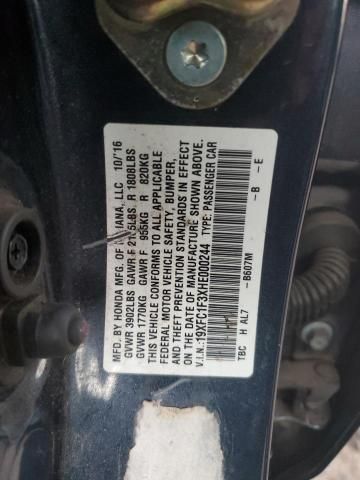 MFD. BY HONDA MFG. OF INDIANA, LLC 10/'16
GVWR 3902LBS GAWR F 2105LBS R 1808LBS
GVWR 1770KG GAWR F 955KG R 820KG
THIS VEHICLE CONFORMS TO ALL APPLICABLE
FEDERAL MOTOR VEHICLE SAFETY, BUMPER,
AND THEFT PREVENTION STANDARDS IN EFFECT
ON THE DATE OF MANUFACTURE SHOWN ABOVE.
V.I.N.:19XFC1F3XHE000244 TYPE: PASSENGER CAR
TBC H AL7 - B607M - B - E